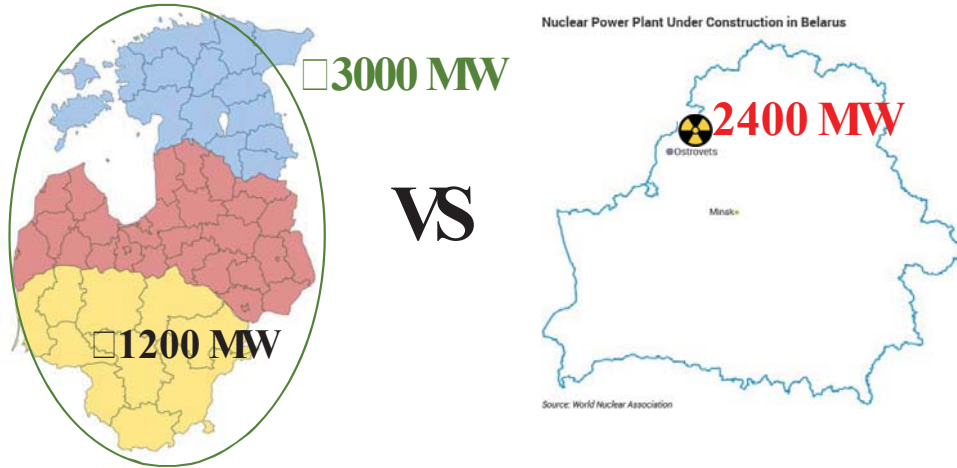 □3000 MW
□1200 MW
VS
Nuclear Power Plant Under Construction in Belarus
2400 MW
Ostrovets
Minsk
Source: World Nuclear Association